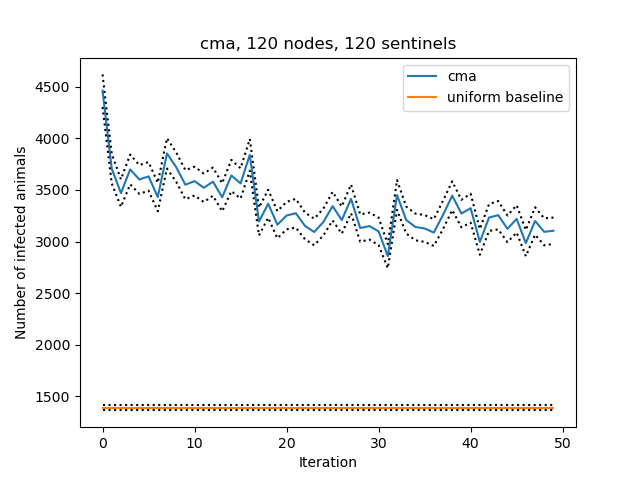 cma, 120 nodes, 120 sentinels
cma
uniform baseline
Number of infected animals
4500
4000
3500
3000
2500
2000
1500
0 10 20 30 40 50
Iteration